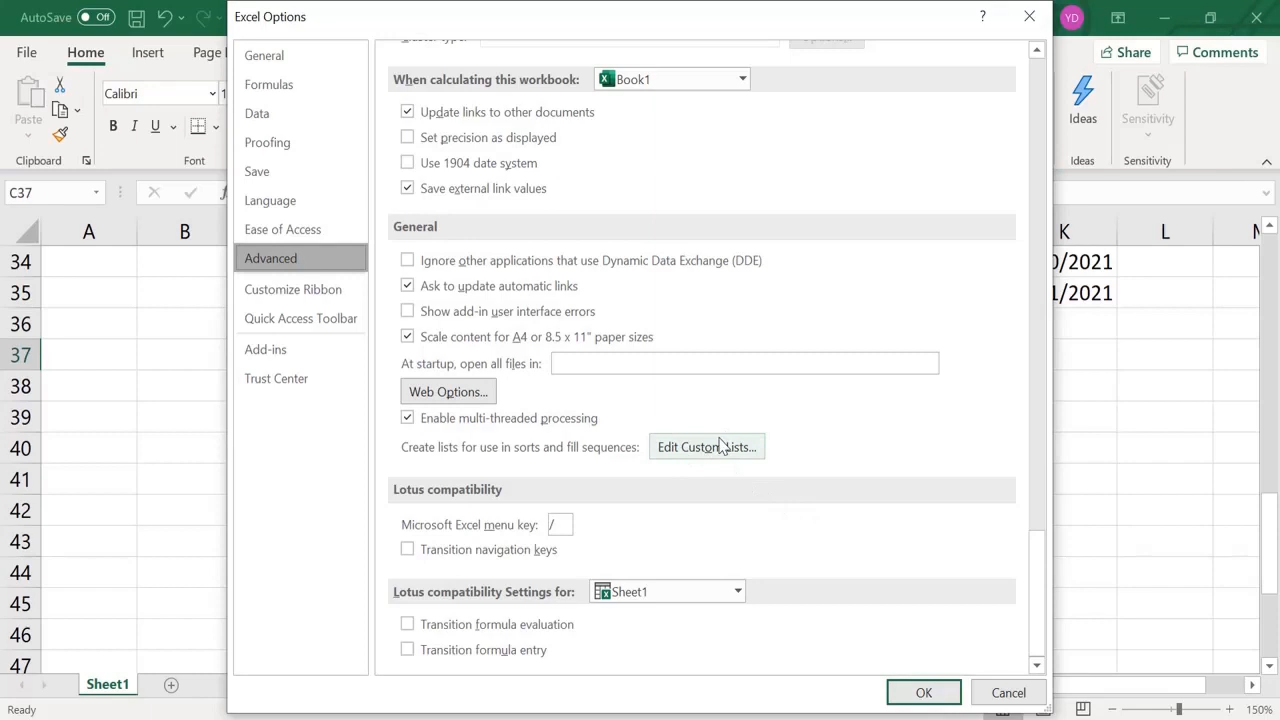 AutoSave Off
Excel Options
? 
YD
File
Home
Insert
Page
Share
Comments
Paste
Clipboard
Calibri
B I U
Font
Ideas
Ideas
Sensitivity
Sensitivity
C37
General
Formulas
Data
Proofing
Save
Language
Ease of Access
Advanced
Customize Ribbon
Quick Access Toolbar
Add-ins
Trust Center
When calculating this workbook: Book1
Update links to other documents
Set precision as displayed
Use 1904 date system
Save external link values
General
Ignore other applications that use Dynamic Data Exchange (DDE)
Ask to update automatic links
Show add-in user interface errors
Scale content for A4 or 8.5 x 11" paper sizes
At startup, open all files in:
Web Options...
Enable multi-threaded processing
Create lists for use in sorts and fill sequences: Edit Custom Lists...
Lotus compatibility
Microsoft Excel menu key: /
Transition navigation keys
Lotus compatibility Settings for: Sheet1
Transition formula evaluation
Transition formula entry
OK
Cancel
A B
K L
34
35
36
37
38
39
40
41
42
43
44
45
46
47
0/2021
1/2021
Sheet1
Ready
150%